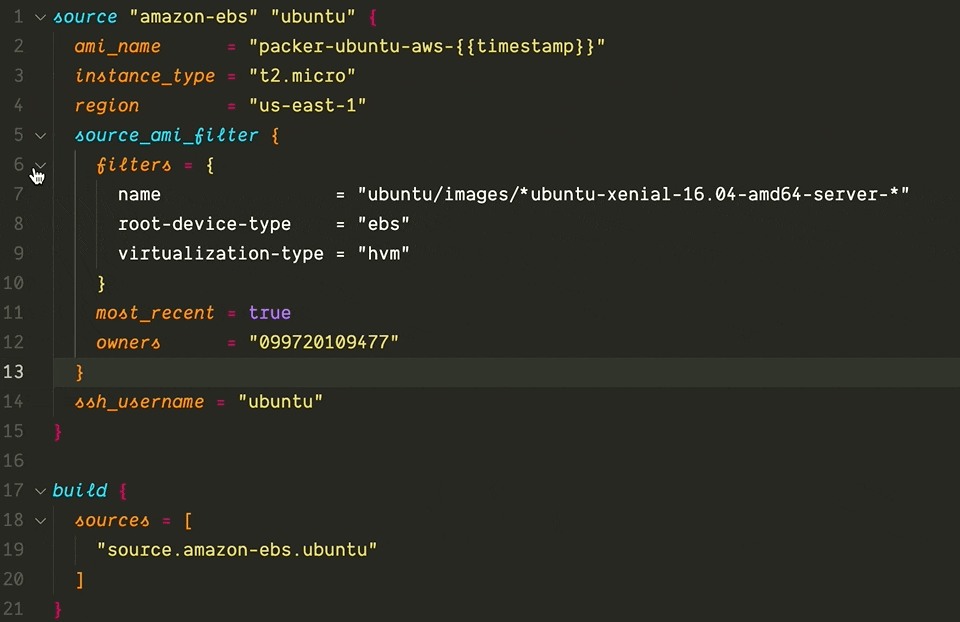 1 source "amazon-ebs" "ubuntu" {
2   ami_name      = "packer-ubuntu-aws-{{timestamp}}"
3   instance_type = "t2.micro"
4   region        = "us-east-1"
5   source_ami_filter {
6     filters = {
7       name                = "ubuntu/images/*ubuntu-xenial-16.04-amd64-server-*"
8       root-device-type    = "ebs"
9       virtualization-type = "hvm"
10     }
11     most_recent = true
12     owners      = "099720109477"
13   }
14   ssh_username = "ubuntu"
15 }
16
17 build {
18   sources = [
19     "source.amazon-ebs.ubuntu"
20   ]
21 }